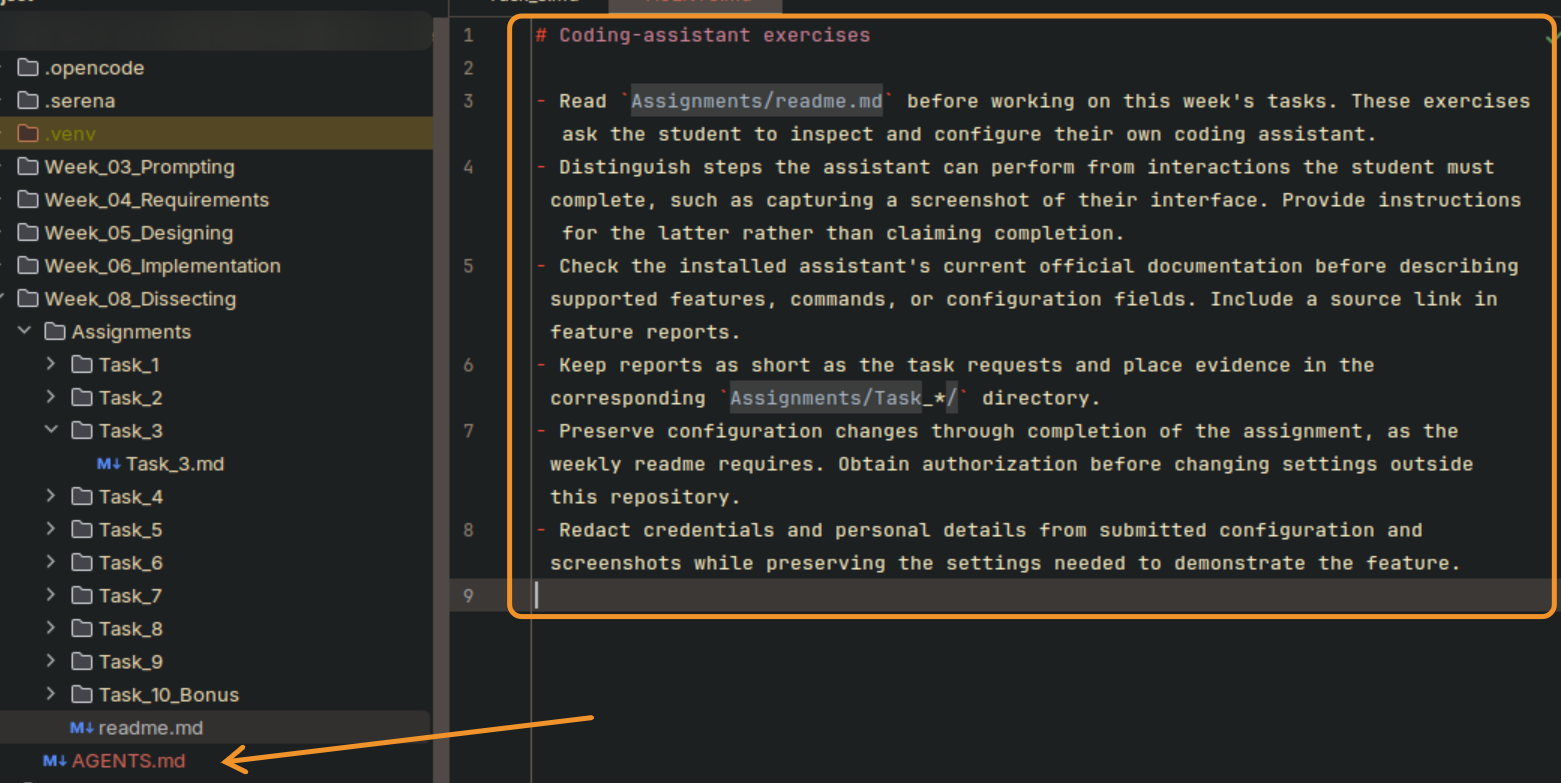 .opencode
.serena
.venv
Week_03_Prompting
Week_04_Requirements
Week_05_Designing
Week_06_Implementation
Week_08_Dissecting
Assignments
Task_1
Task_2
Task_3
M↓ Task_3.md
Task_4
Task_5
Task_6
Task_7
Task_8
Task_9
Task_10_Bonus
M↓ readme.md
M↓ AGENTS.md
1 # Coding-assistant exercises
2
3 - Read `Assignments/readme.md` before working on this week's tasks. These exercises
ask the student to inspect and configure their own coding assistant.
4 - Distinguish steps the assistant can perform from interactions the student must
complete, such as capturing a screenshot of their interface. Provide instructions
for the latter rather than claiming completion.
5 - Check the installed assistant's current official documentation before describing
supported features, commands, or configuration fields. Include a source link in
feature reports.
6 - Keep reports as short as the task requests and place evidence in the
corresponding `Assignments/Task_*/` directory.
7 - Preserve configuration changes through completion of the assignment, as the
weekly readme requires. Obtain authorization before changing settings outside
this repository.
8 - Redact credentials and personal details from submitted configuration and
screenshots while preserving the settings needed to demonstrate the feature.
9